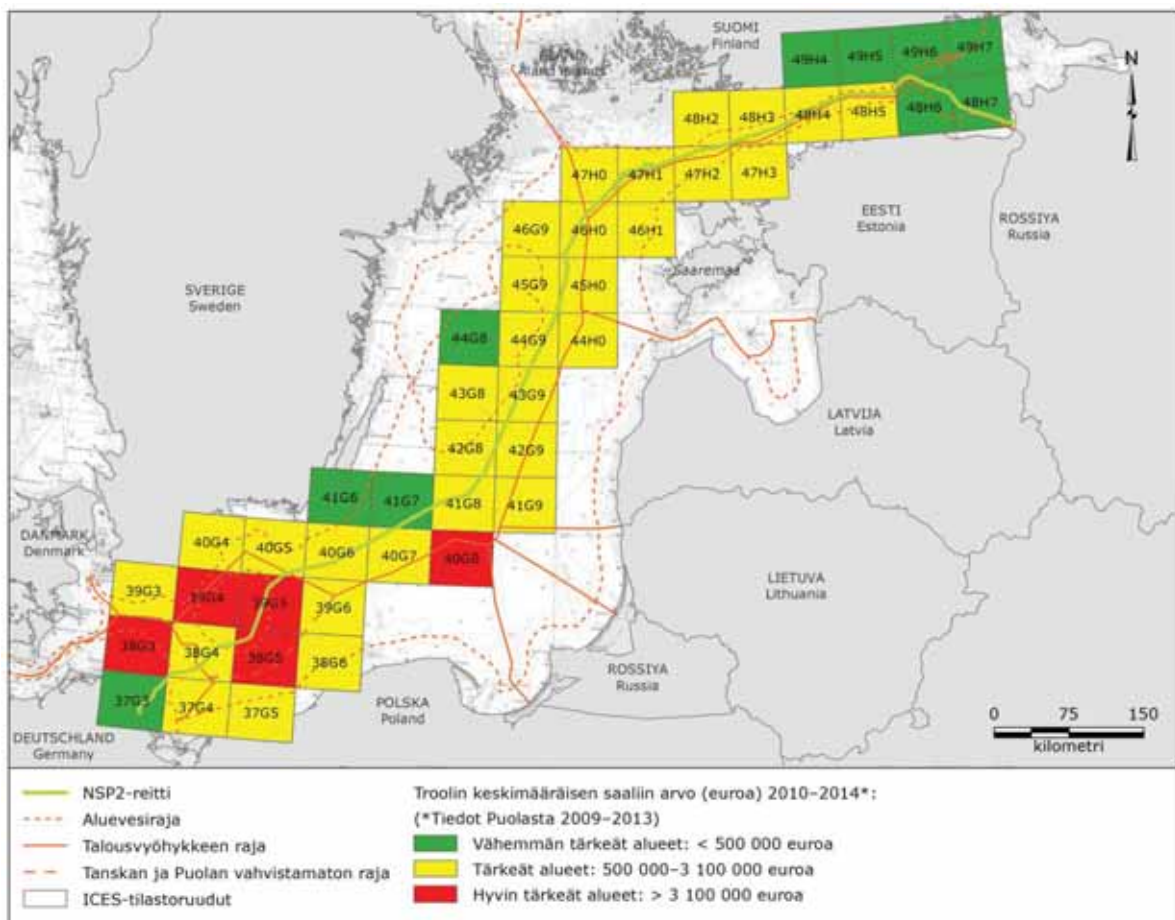 SUOMI
Finland
Åland Islands
N
49H4 49H5 49H6 49H7
48H2 48H3 48H4 48H5 48H6 48H7
47H0 47H1 47H2 47H3
EESTI
Estonia
ROSSIYA
Russia
46G9 46H0 46H1
Saaremaa
SVERIGE
Sweden
45G9 45H0
44G8 44G9 44H0
43G8 43G9
LATVIJA
Latvia
42G8 42G9
41G6 41G7 41G8 41G9
DANMARK
Denmark
40G4 40G5 40G6 40G7 40G8
LIETUVA
Lithuania
39G3 39G4 39G5 39G6
38G3 38G4 38G5 38G6
ROSSIYA
Russia
37G3 37G4 37G5
POLSKA
Poland
DEUTSCHLAND
Germany
0 75 150
kilometri
NSP2-reitti
Aluevesiraja
Talousvyöhykkeen raja
Tanskan ja Puolan vahvistamaton raja
ICES-tilastoruudut
Troolin keskimääräisen saaliin arvo (euroa) 2010–2014*:
(*Tiedot Puolasta 2009–2013)
Vähemmän tärkeät alueet: < 500 000 euroa
Tärkeät alueet: 500 000–3 100 000 euroa
Hyvin tärkeät alueet: > 3 100 000 euroa